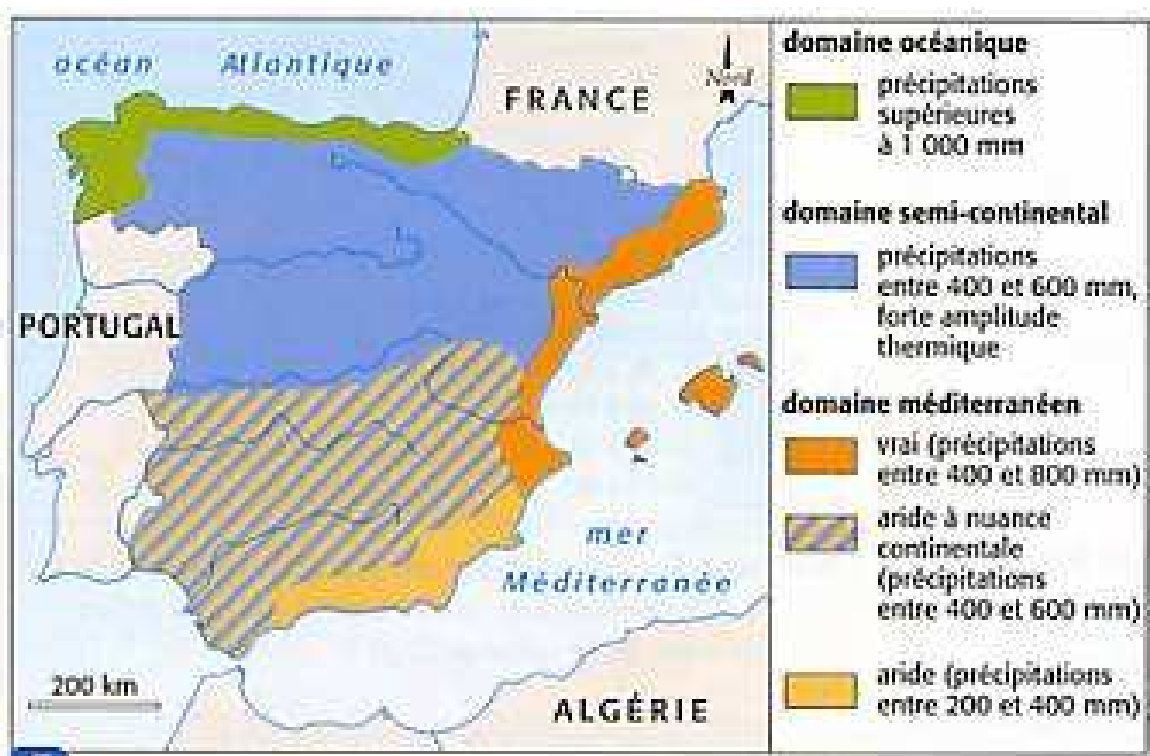 océan Atlantique
FRANCE
Nord
PORTUGAL
mer
Méditerranée
200 km
ALGÉRIE
domaine océanique
précipitations
supérieures
à 1 000 mm
domaine semi-continental
précipitations
entre 400 et 600 mm,
forte amplitude
thermique
domaine méditerranéen
vrai (précipitations
entre 400 et 800 mm)
aride à nuance
continentale
(précipitations
entre 400 et 600 mm)
aride (précipitations
entre 200 et 400 mm)